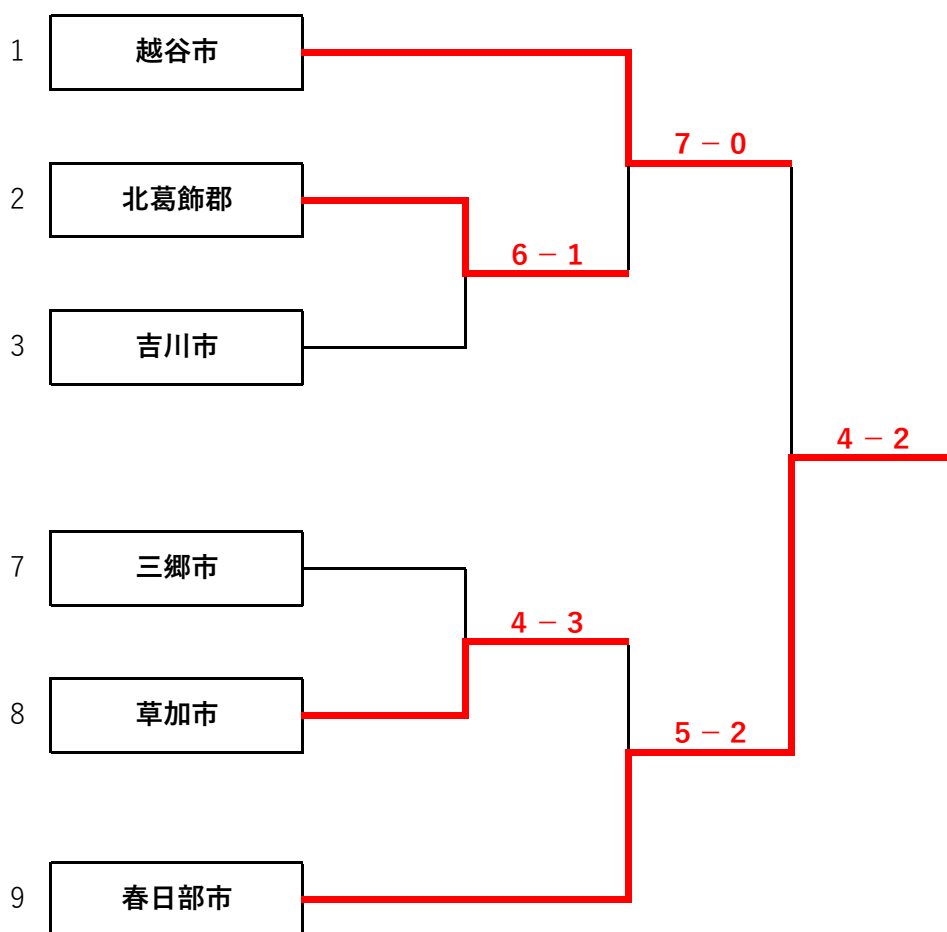 1 越谷市
7 － 0
2 北葛飾郡
6 － 1
3 吉川市
4 － 2
7 三郷市
4 － 3
8 草加市
5 － 2
9 春日部市